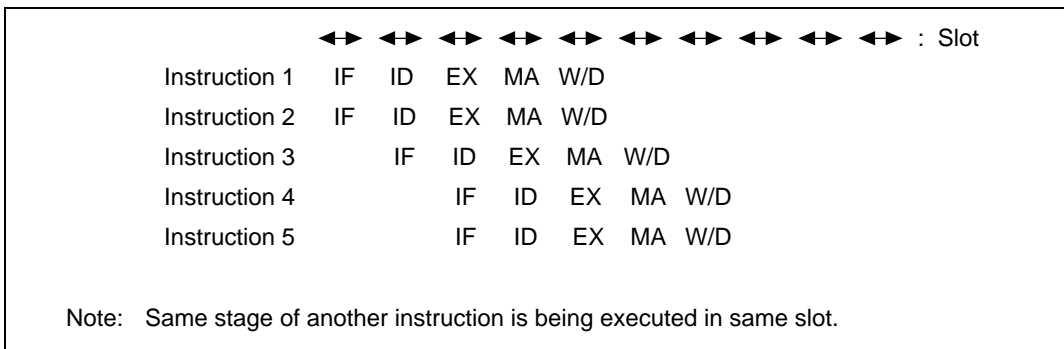 : Slot
Instruction 1 IF ID EX MA W/D
Instruction 2 IF ID EX MA W/D
Instruction 3 IF ID EX MA W/D
Instruction 4 IF ID EX MA W/D
Instruction 5 IF ID EX MA W/D
Note: Same stage of another instruction is being executed in same slot.